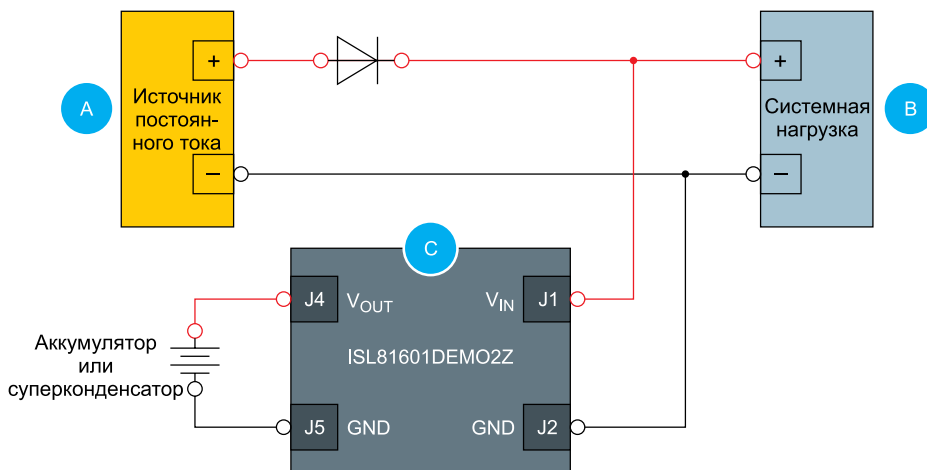 +
+
A
Источник
постоян-
ного тока
Системная
нагрузка
B
−
−
C
J4
VOUT
VIN
J1
Аккумулятор
или
суперконденсатор
ISL81601DEMO2Z
J5
GND
GND
J2